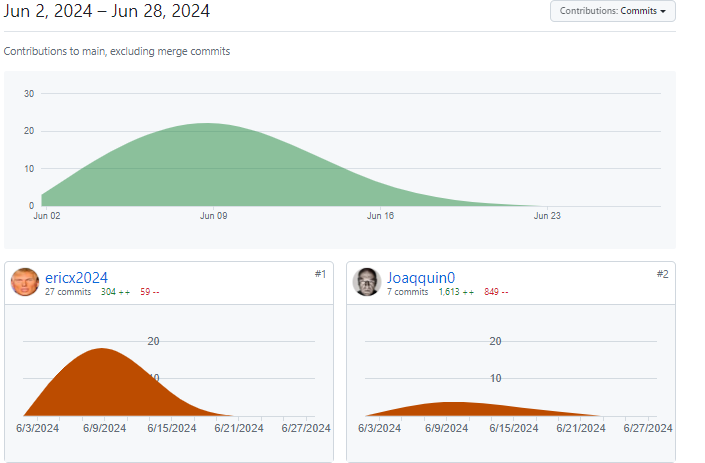 Jun 2, 2024 – Jun 28, 2024
Contributions: Commits
Contributions to main, excluding merge commits
30
20
10
0
Jun 02 Jun 09 Jun 16 Jun 23
ericx2024 #1
27 commits 304 ++ 59 --
20
10
6/3/2024 6/9/2024 6/15/2024 6/21/2024 6/27/2024
Joaqquin0 #2
7 commits 1,613 ++ 849 --
20
10
6/3/2024 6/9/2024 6/15/2024 6/21/2024 6/27/2024